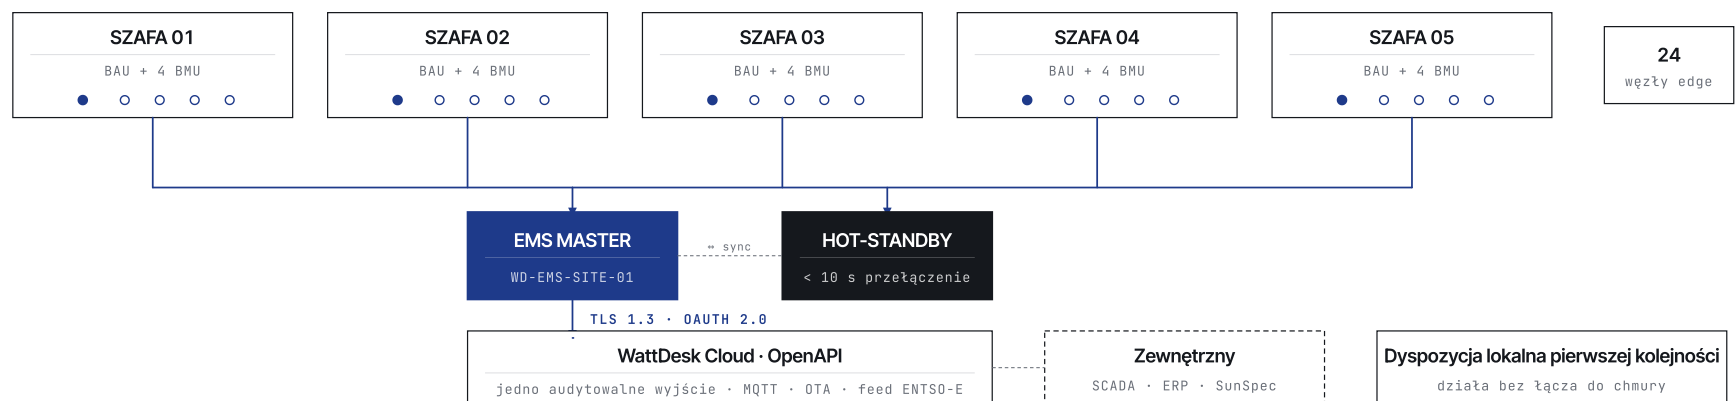 SZAFA 01
BAU + 4 BMU
SZAFA 02
BAU + 4 BMU
SZAFA 03
BAU + 4 BMU
SZAFA 04
BAU + 4 BMU
SZAFA 05
BAU + 4 BMU
24
węzły edge
EMS MASTER
WD-EMS-SITE-01
↔ sync
HOT-STANDBY
< 10 s przełączenie
TLS 1.3 · OAUTH 2.0
WattDesk Cloud · OpenAPI
jedno audytowalne wyjście · MQTT · OTA · feed ENTSO-E
Zewnętrzny
SCADA · ERP · SunSpec
Dyspozycja lokalna pierwszej kolejności
działa bez łącza do chmury